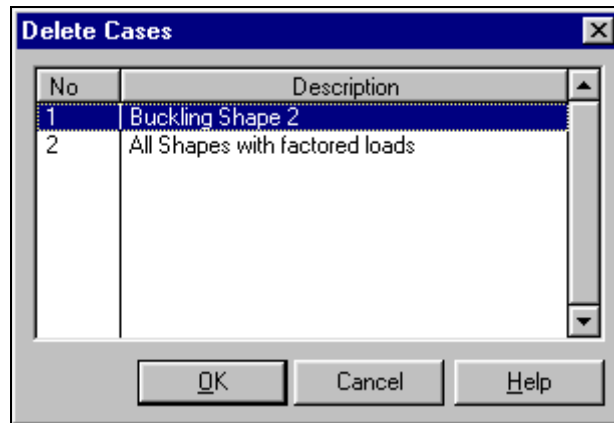 Delete Cases
No Description
1 Buckling Shape 2
2 All Shapes with factored loads
OK Cancel Help